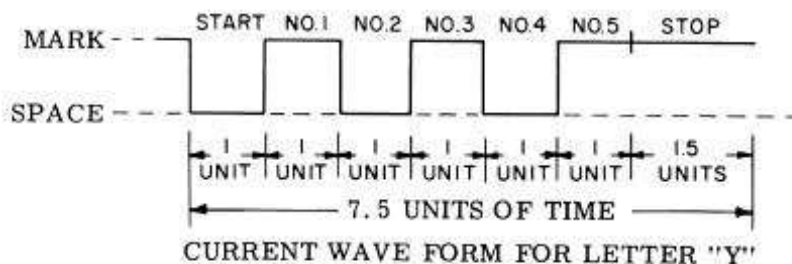 START NO.1 NO.2 NO.3 NO.4 NO.5 STOP
MARK
SPACE
1 1 1 1 1 1 1.5
UNIT UNIT UNIT UNIT UNIT UNIT UNITS
7.5 UNITS OF TIME
CURRENT WAVE FORM FOR LETTER "Y"